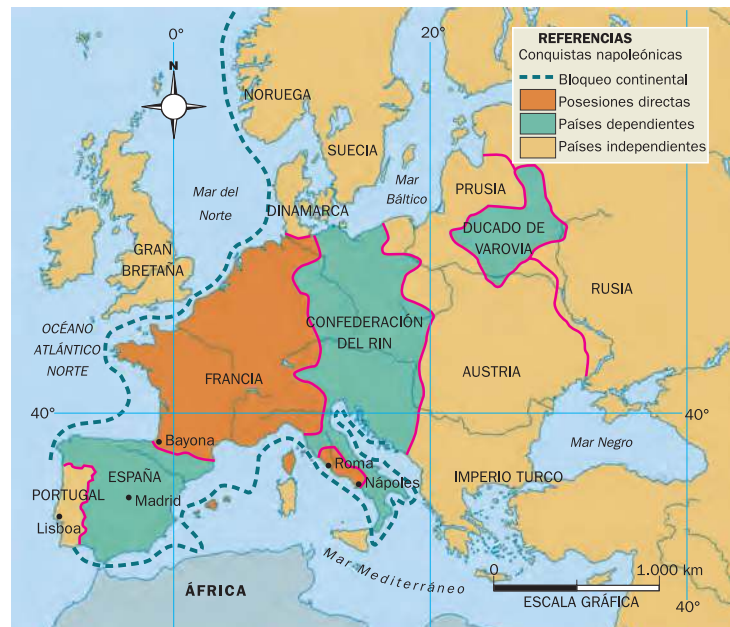 REFERENCIAS
Conquistas napoleónicas
Bloqueo continental
Posesiones directas
Países dependientes
Países independientes
0°
20°
N
NORUEGA
SUECIA
Mar del
Norte
Mar
Báltico
PRUSIA
DINAMARCA
DUCADO DE
VAROVIA
GRAN
BRETAÑA
RUSIA
OCÉANO
ATLÁNTICO
NORTE
CONFEDERACIÓN
DEL RIN
FRANCIA
AUSTRIA
40°
40°
Bayona
Mar Negro
ESPAÑA
Roma
IMPERIO TURCO
PORTUGAL
Madrid
Nápoles
Lisboa
Mar Mediterráneo
ÁFRICA
0
1.000 km
ESCALA GRÁFICA
40°